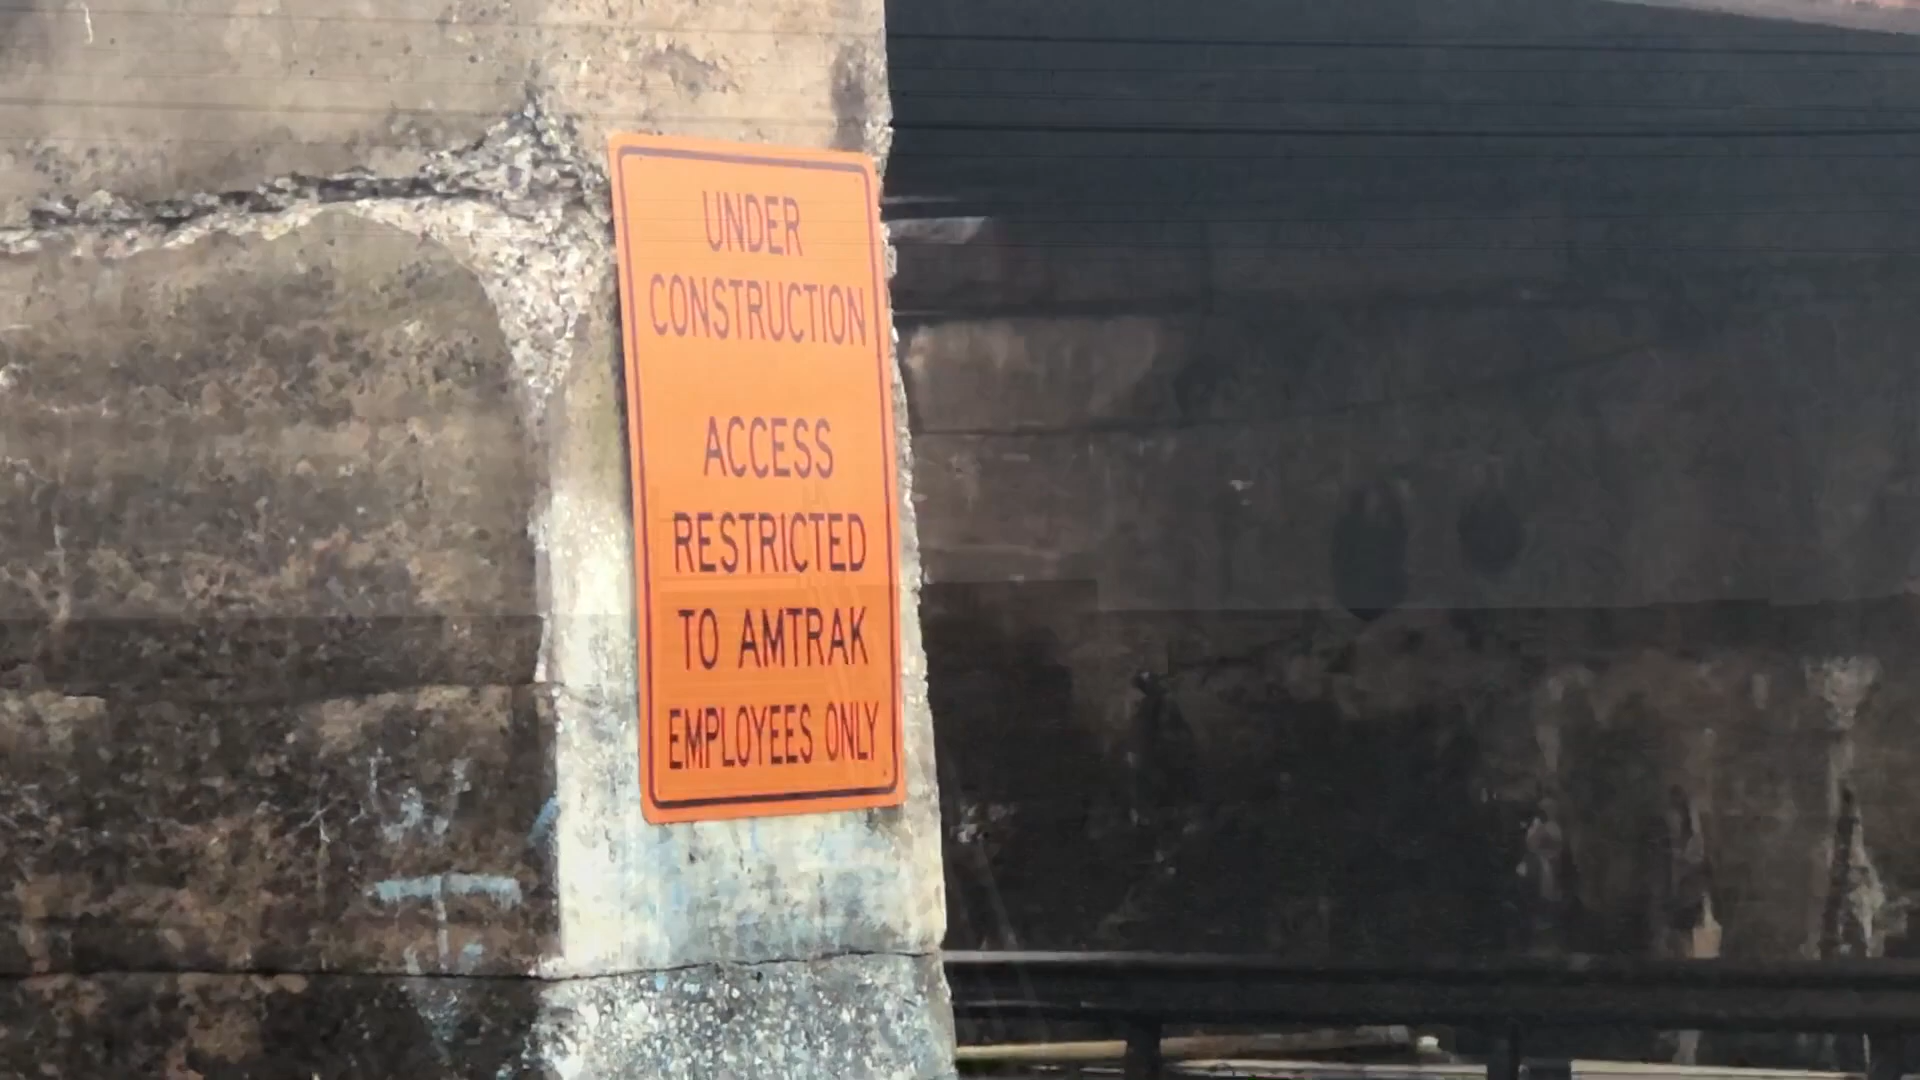 UNDER
CONSTRUCTION
ACCESS
RESTRICTED
TO AMTRAK
EMPLOYEES ONLY